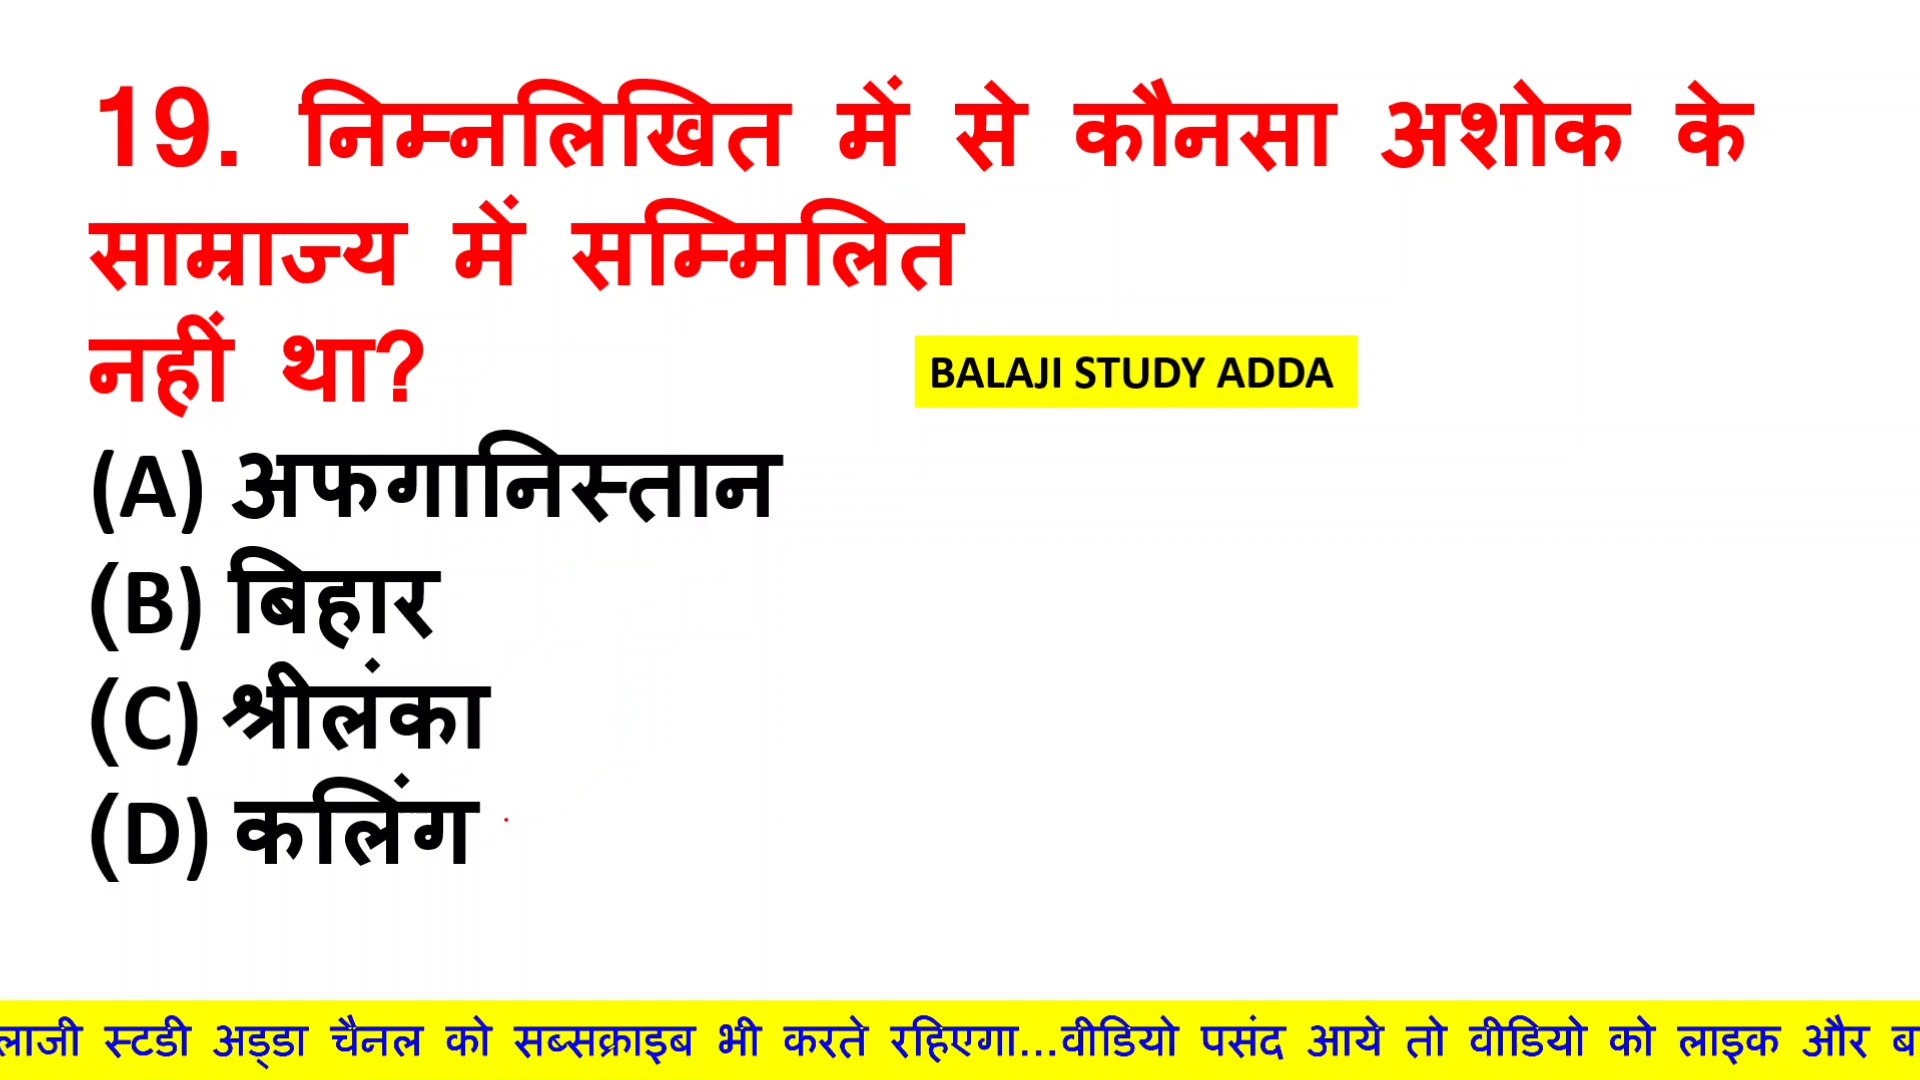 19. निम्नलिखित में से कौनसा अशोक के
साम्राज्य में सम्मिलित
नहीं था?
BALAJI STUDY ADDA
(A) अफगानिस्तान
(B) बिहार
(C) श्रीलंका
(D) कलिंग
लाजी स्टडी अड्डा चैनल को सब्सक्राइब भी करते रहिएगा...वीडियो पसंद आये तो वीडियो को लाइक और ब